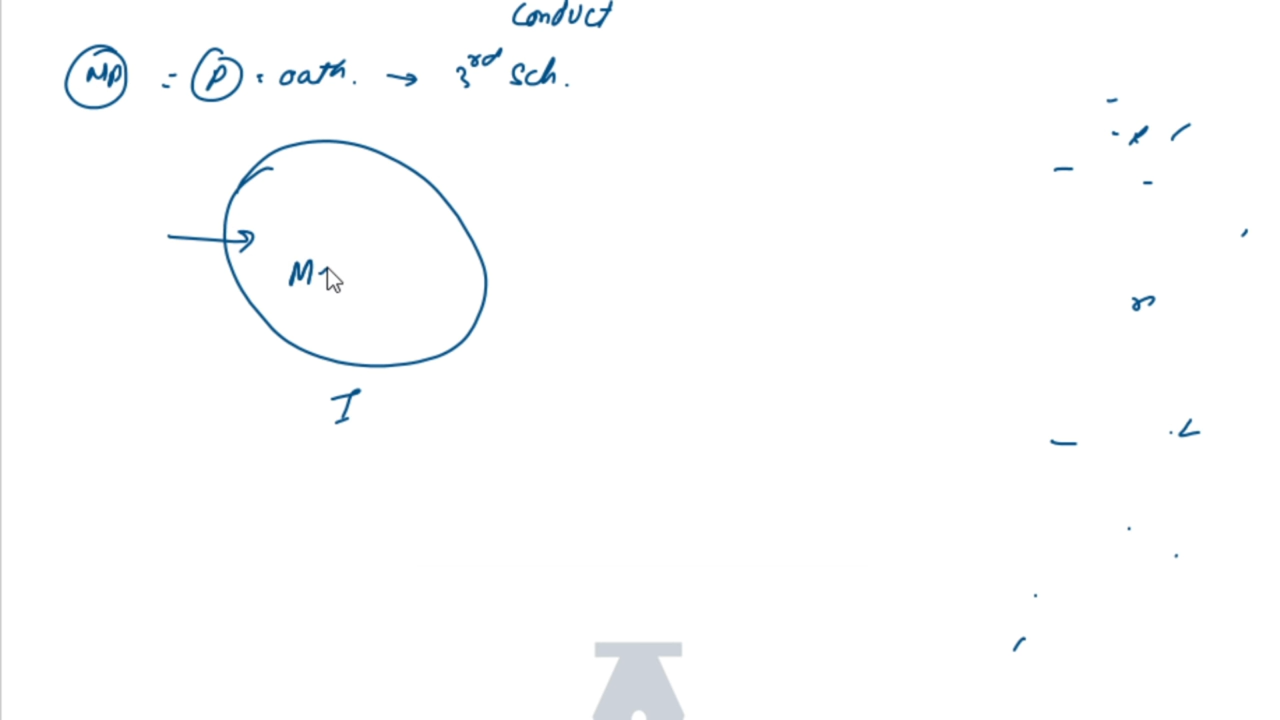 Conduct
MP = P : oath. → 3rd Sch.
M
I